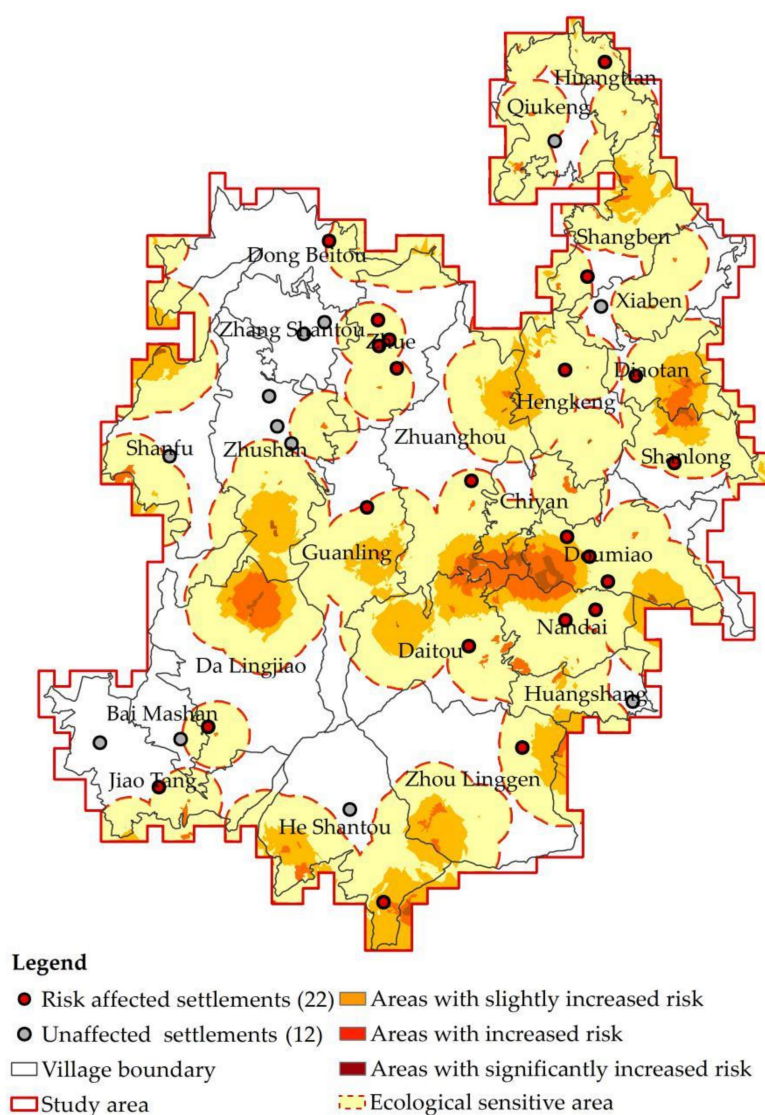 Huangtian
Qiukeng
Shangben
Dong Beitou
Xiaben
Zhang Shantou
Zhue
Diaotan
Hengkeng
Zhuanghou
Shanfu
Zhushan
Shanlong
Chiyan
Guanling
Doumiao
Nandai
Daitou
Da Lingjiao
Huangshang
Bai Mashan
Jiao Tang
Zhou Linggen
He Shantou
Legend
Risk affected settlements (22)
Areas with slightly increased risk
Unaffected settlements (12)
Areas with increased risk
Village boundary
Areas with significantly increased risk
Study area
Ecological sensitive area